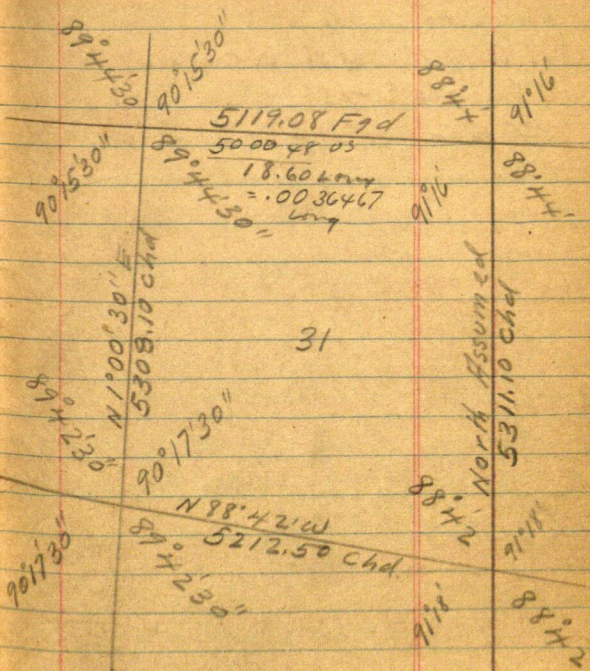 89°44'30
90°15'30"
88°44'
91°16'
5119.08 Fgd
90°15'30"
89°44'30"
5000 48 os
18.60 Long
= .0036467
Long
91°16'
88°44'
N 1°00'30" E
5308.10 chd
31
North Assumed
5311.10 chd
89°42'30"
90°17'30"
88°42'
91°18'
N 88°42' W
5212.50 chd.
90°17'30"
89°42'30"
91°18'
88°42